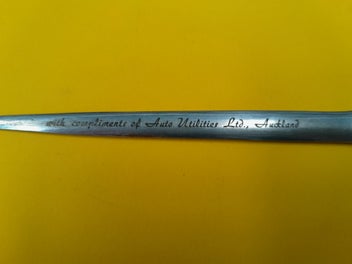 with compliments of Auto Utilities Ltd., Auckland